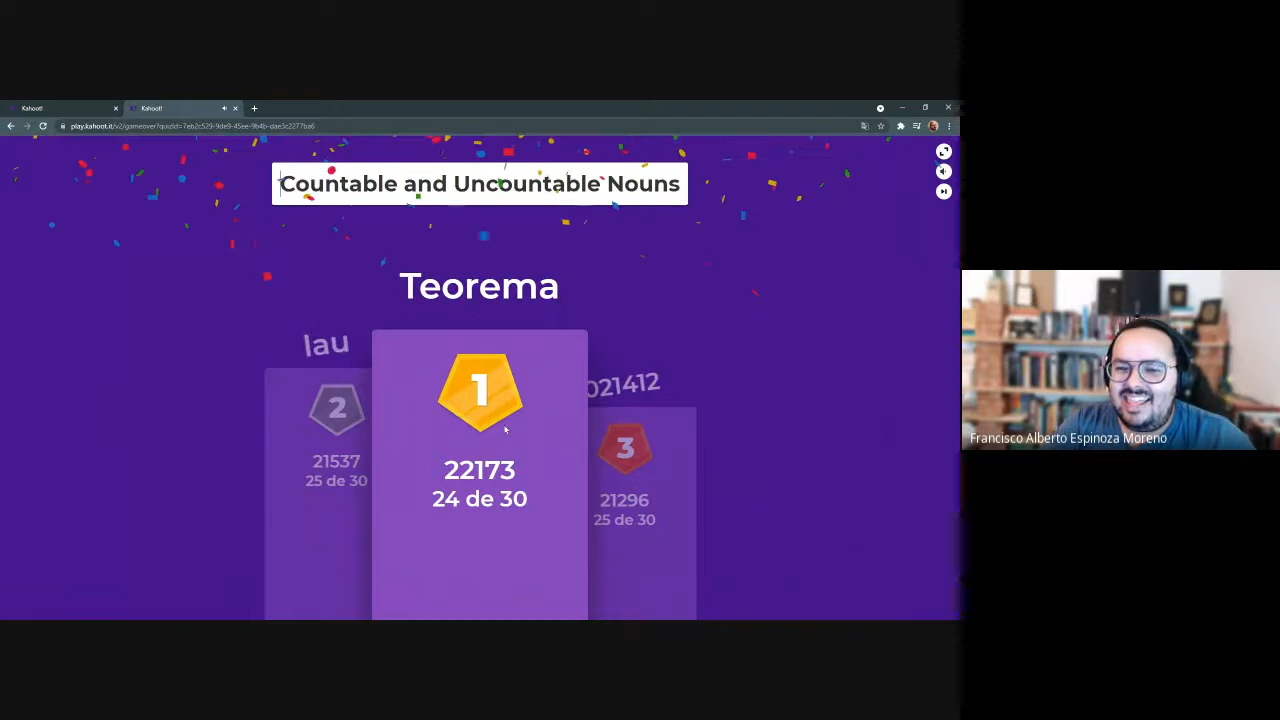 Kahoot!
Kahoot!
play.kahoot.it/v2/gameover?quizId=7eb2c529-9de9-45ee-9b4b-dae3c2277ba6
Countable and Uncountable Nouns
Teorema
lau
021412
1
2
3
22173
24 de 30
21537
25 de 30
21296
25 de 30
Francisco Alberto Espinoza Moreno